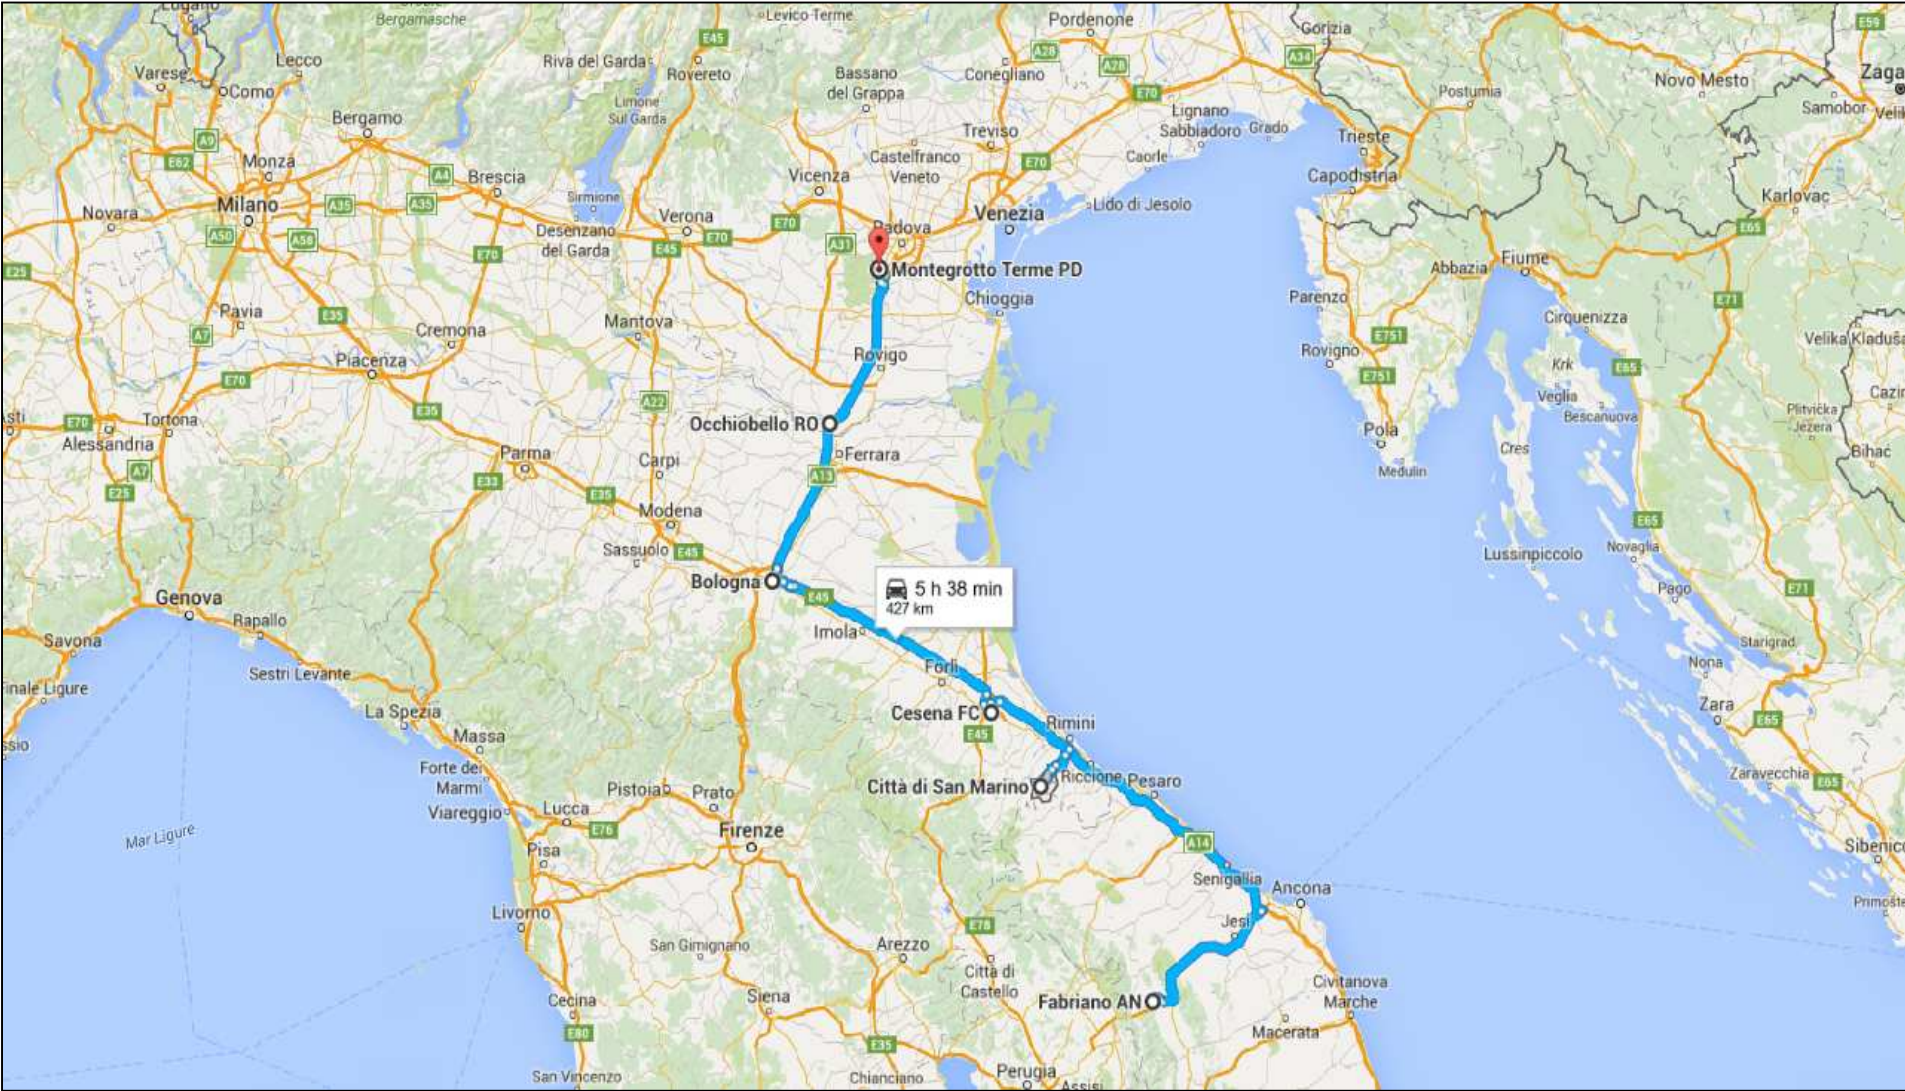 Lugano
Bergamasche
Levico Terme
Pordenone
Gorizia
E59
E45
A28
A28
A34
Varese
Lecco
Como
Riva del Garda
Rovereto
Bassano
del Grappa
Conegliano
E70
Postumia
Novo Mesto
Zaga
Samobor
Limone
Sul Garda
Lignano
Sabbiadoro
Grado
Bergamo
A9
E62
Monza
Treviso
Trieste
A4
Brescia
Castelfranco
Veneto
E70
Caorle
Capodistria
Vicenza
Karlovac
Novara
Milano
A35
A35
Sirmione
Verona
E70
Venezia
Lido di Jesolo
A50
A58
Desenzano
del Garda
E45
E70
A31
Padova
E65
E25
E70
Montegrotto Terme PD
Abbazia
Fiume
Chioggia
Parenzo
E71
Pavia
E35
Mantova
Cirquenizza
A7
Cremona
E751
Velika Kladuša
Piacenza
Rovigo
Rovigno
Krk
E65
E70
E751
Veglia
Cazin
A22
E35
Bescanuova
Plitvička
Jezera
Asti
E70
Tortona
Occhiobello RO
Pola
Alessandria
Cres
Bihać
Parma
Carpi
Ferrara
A7
Medulin
E25
E33
E35
A13
Modena
E65
Sassuolo
E45
Lussinpiccolo
Novaglia
Bologna
E45
5 h 38 min
427 km
Pago
E71
Genova
Rapallo
Imola
Savona
Starigrad
Sestri Levante
Forlì
Nona
inale Ligure
La Spezia
Cesena FC
Zara
E65
Massa
E45
Rimini
Forte dei
Marmi
Riccione
Pesaro
Zaravecchia
E65
Viareggio
Pistoia
Prato
Città di San Marino
Mar Ligure
Lucca
E76
Firenze
A14
Pisa
Senigallia
Ancona
Livorno
Jesi
E78
San Gimignano
Arezzo
Città di
Castello
Civitanova
Marche
Cecina
Siena
Fabriano AN
E80
Macerata
E35
San Vincenzo
Chianciano
Perugia
Assisi